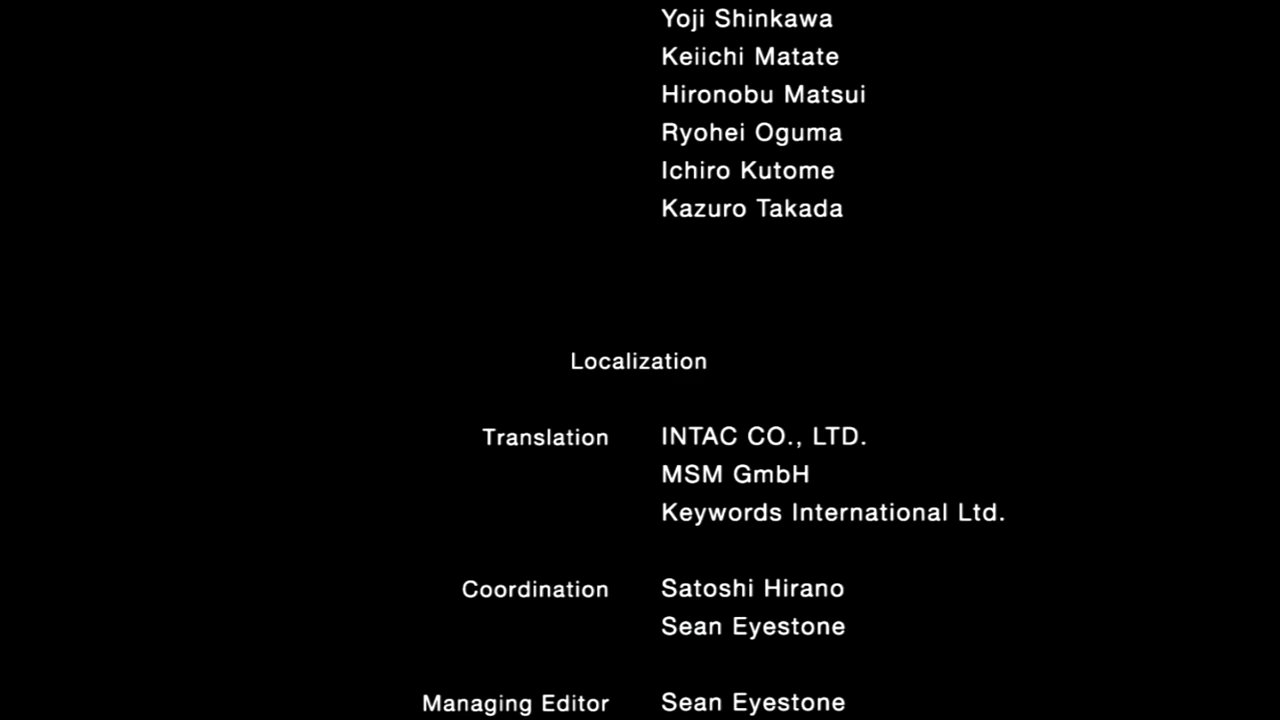 Yoji Shinkawa
Keiichi Matate
Hironobu Matsui
Ryohei Oguma
Ichiro Kutome
Kazuro Takada
Localization
Translation INTAC CO., LTD.
MSM GmbH
Keywords International Ltd.
Coordination Satoshi Hirano
Sean Eyestone
Managing Editor Sean Eyestone